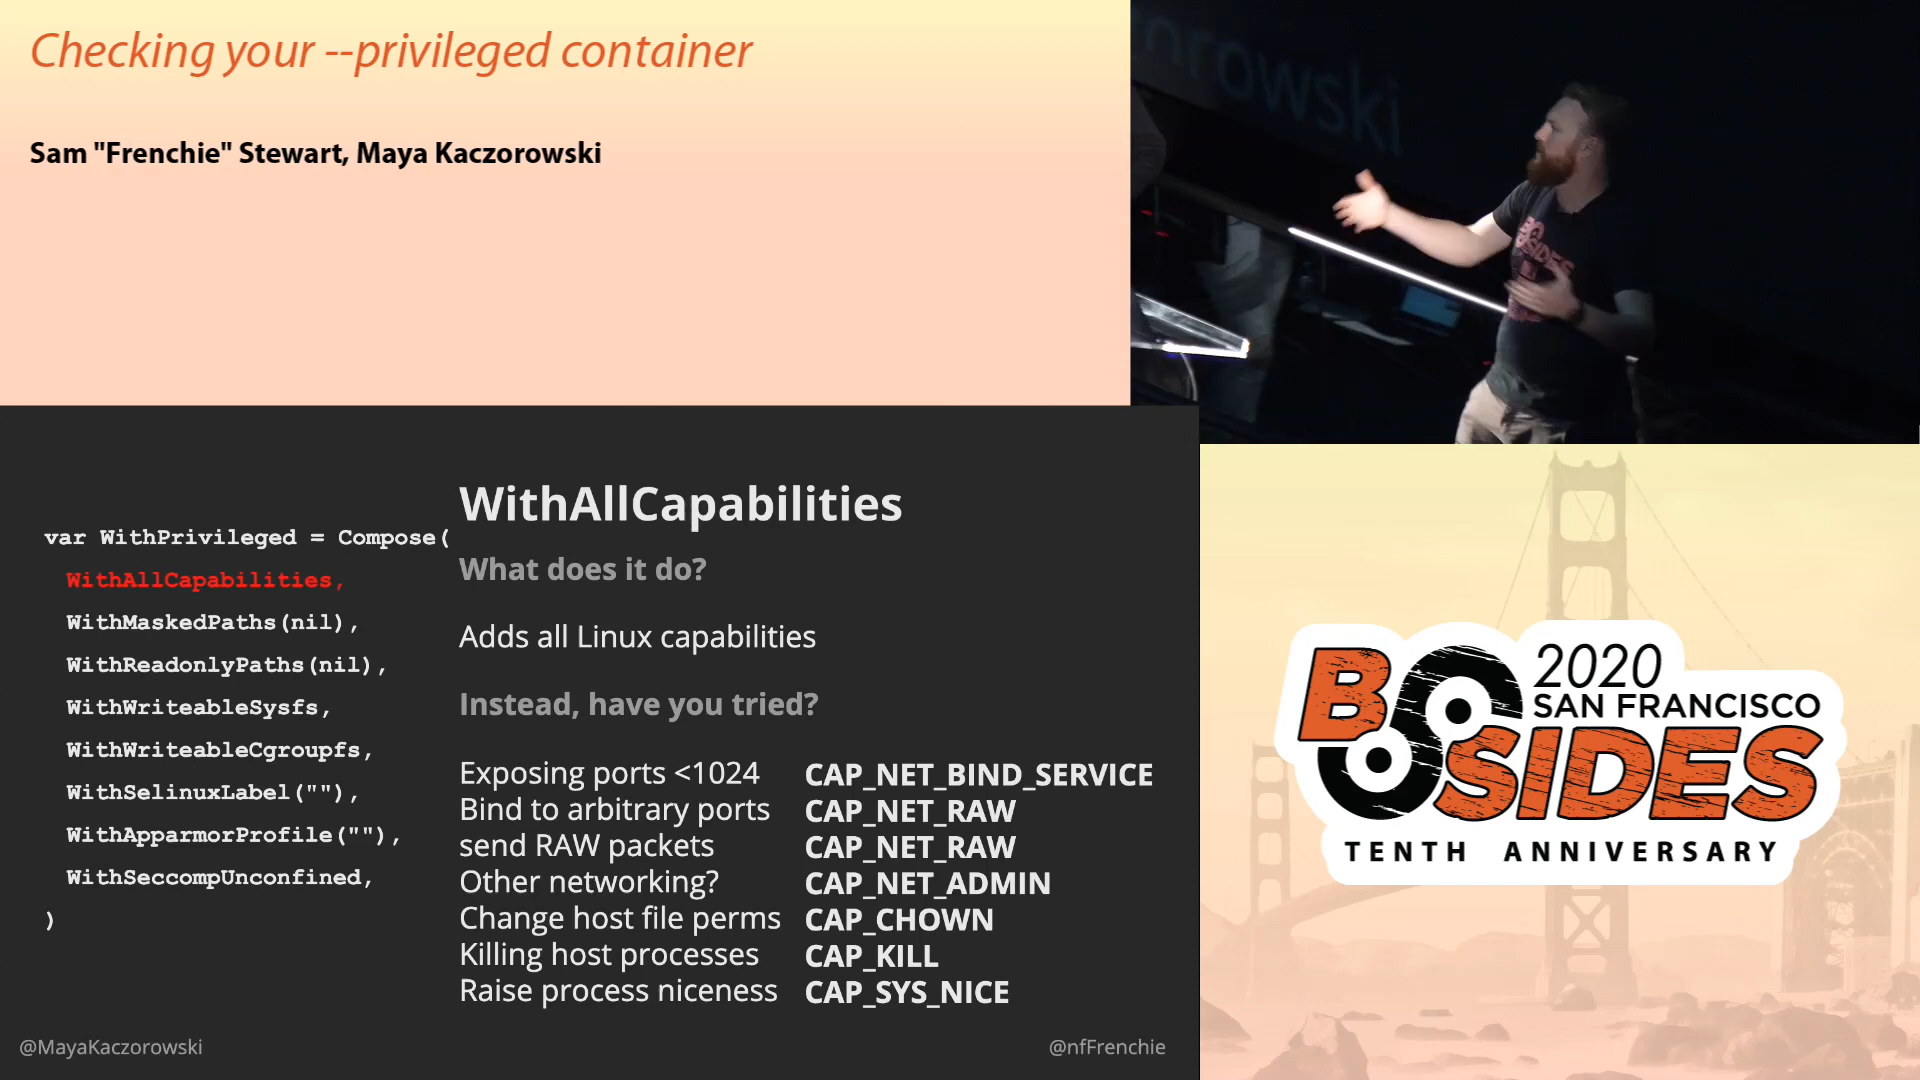 Checking your --privileged container
Sam "Frenchie" Stewart, Maya Kaczorowski
nrowski
var WithPrivileged = Compose(
WithAllCapabilities,
WithMaskedPaths(nil),
WithReadonlyPaths(nil),
WithWriteableSysfs,
WithWriteableCgroupfs,
WithSelinuxLabel(""),
WithApparmorProfile(""),
WithSeccompUnconfined,
)
WithAllCapabilities
What does it do?
Adds all Linux capabilities
Instead, have you tried?
Exposing ports <1024 CAP_NET_BIND_SERVICE
Bind to arbitrary ports CAP_NET_RAW
send RAW packets CAP_NET_RAW
Other networking? CAP_NET_ADMIN
Change host file perms CAP_CHOWN
Killing host processes CAP_KILL
Raise process niceness CAP_SYS_NICE
@MayaKaczorowski
@nfFrenchie
2020
SAN FRANCISCO
BSIDES
TENTH ANNIVERSARY